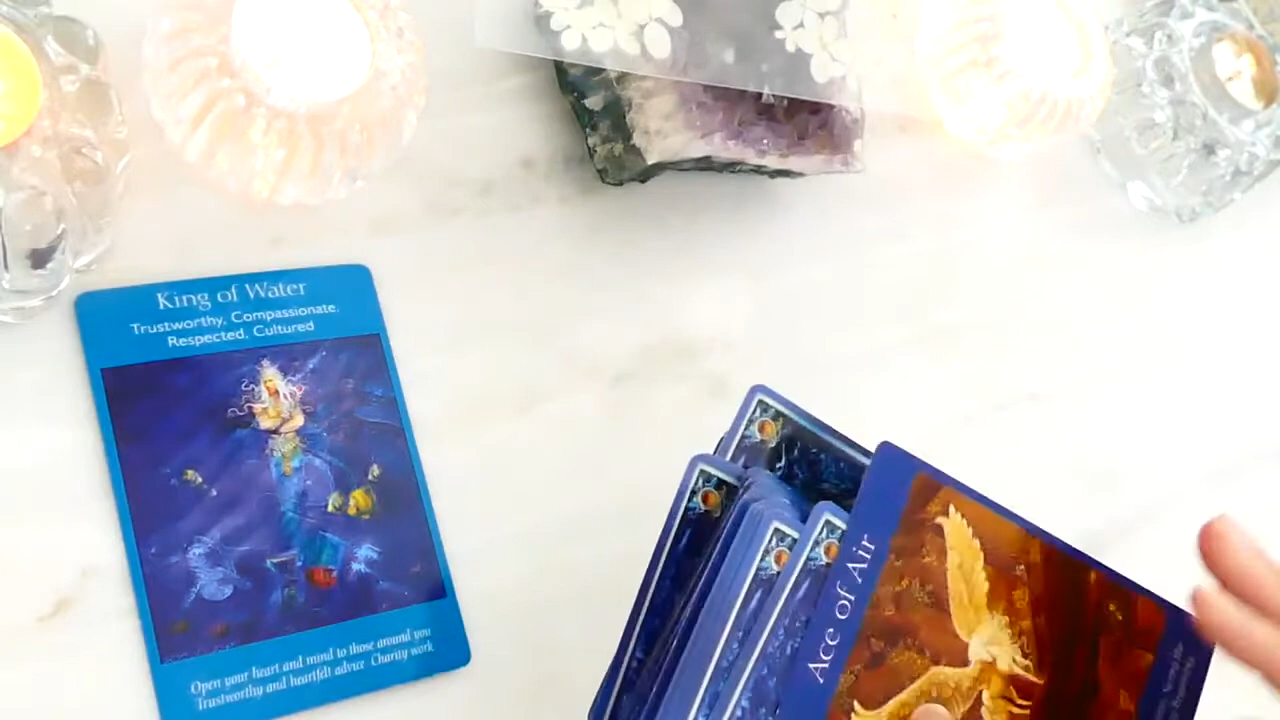 King of Water
Trustworthy, Compassionate,
Respected, Cultured
Open your heart and mind to those around you
Trustworthy and heartfelt advice Charity work
Ace of Air